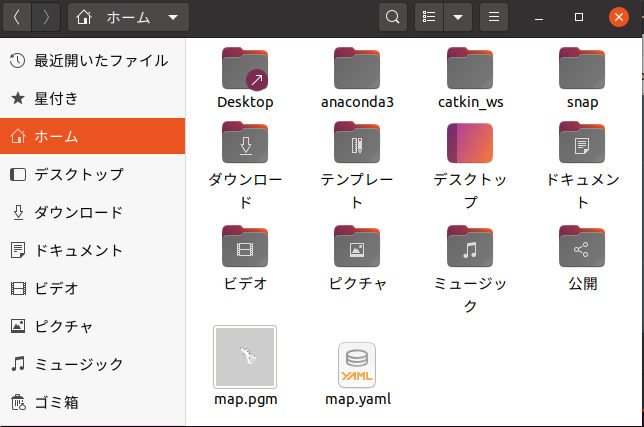 ホーム
最近開いたファイル
星付き
ホーム
デスクトップ
ダウンロード
ドキュメント
ビデオ
ピクチャ
ミュージック
ゴミ箱
Desktop
anaconda3
catkin_ws
snap
ダウンロー
ド
テンプレー
ト
デスクトッ
プ
ドキュメン
ト
ビデオ
ピクチャ
ミュージッ
ク
公開
YAML
map.pgm
map.yaml